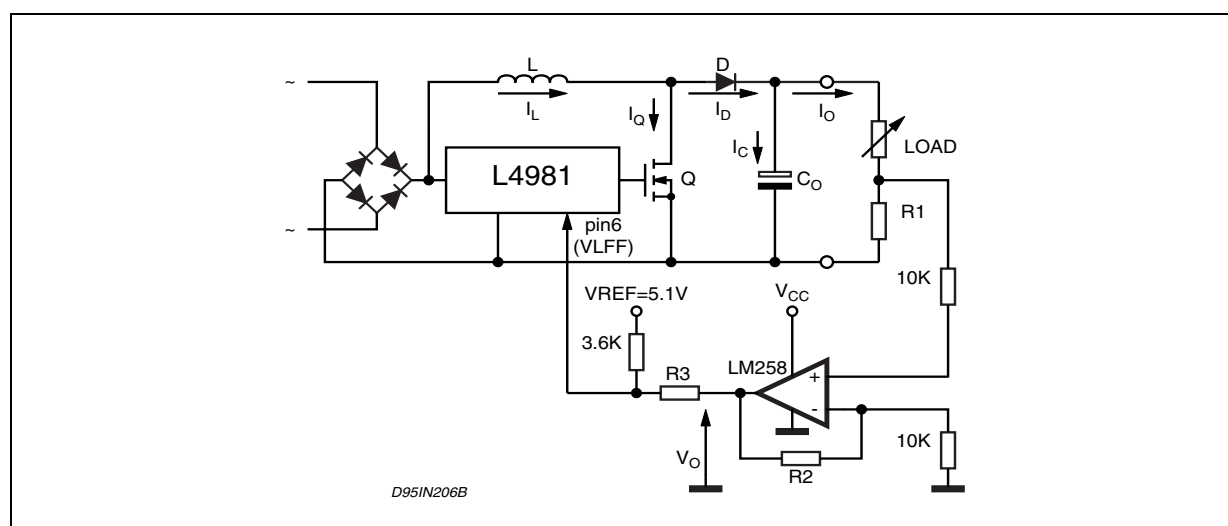 L
D
~
I_L
I_Q
I_D
I_O
I_C
LOAD
L4981
Q
C_O
R1
~
pin6
(VLFF)
10K
VREF=5.1V
V_CC
3.6K
LM258
R3
+
-
10K
V_O
R2
D95IN206B